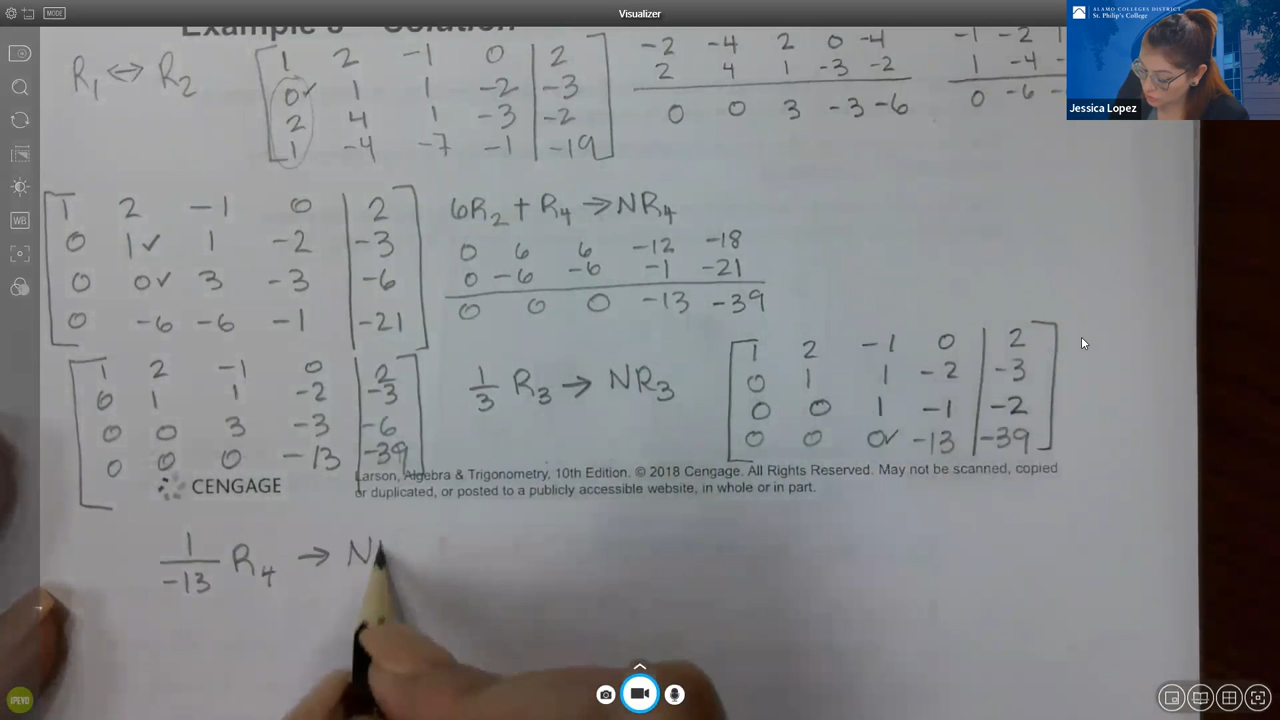 MODE
Visualizer
ALAMO COLLEGES DISTRICT
St. Philip's College
Jessica Lopez
R1 ↔ R2
1 2 -1 0 | 2
0✓ 1 1 -2 | -3
2 4 1 -3 | -2
1 -4 -7 -1 | -19
-2 -4 2 0 -4
2 4 1 -3 -2
0 0 3 -3 -6
-1 -2 1
1 -4
0 -6
1 2 -1 0 | 2
0 1✓ 1 -2 | -3
0 0✓ 3 -3 | -6
0 -6 -6 -1 | -21
6R2 + R4 → NR4
0 6 6 -12 -18
0 -6 -6 -1 -21
0 0 0 -13 -39
1 2 -1 0 | 2
0 1 1 -2 | -3
0 0 3 -3 | -6
0 0 0 -13 | -39
1/3 R3 → NR3
1 2 -1 0 | 2
0 1 1 -2 | -3
0 0 1 -1 | -2
0 0 0✓ -13 | -39
CENGAGE
Larson, Algebra & Trigonometry, 10th Edition. © 2018 Cengage. All Rights Reserved. May not be scanned, copied
or duplicated, or posted to a publicly accessible website, in whole or in part.
1/-13 R4 → N
WB
IPEVO